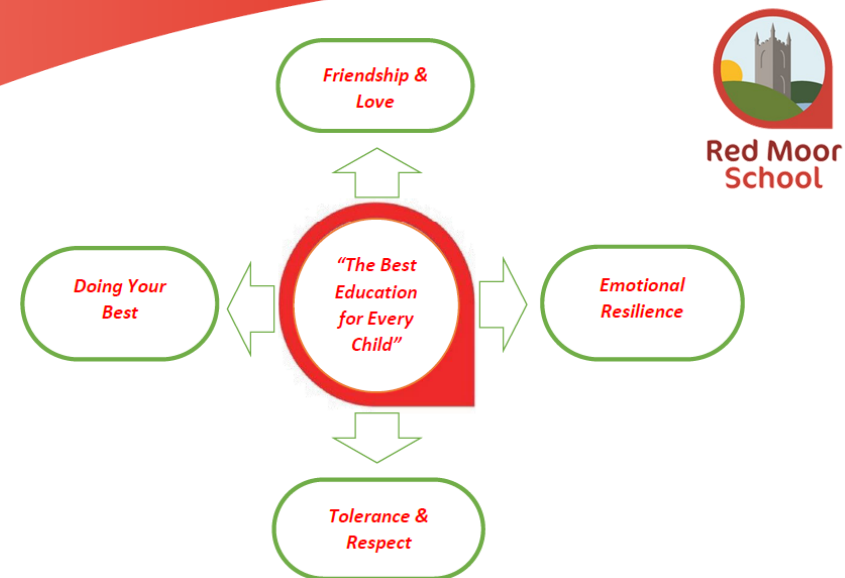 Friendship &
Love
Red Moor
School
Doing Your
Best
“The Best
Education
for Every
Child”
Emotional
Resilience
Tolerance &
Respect